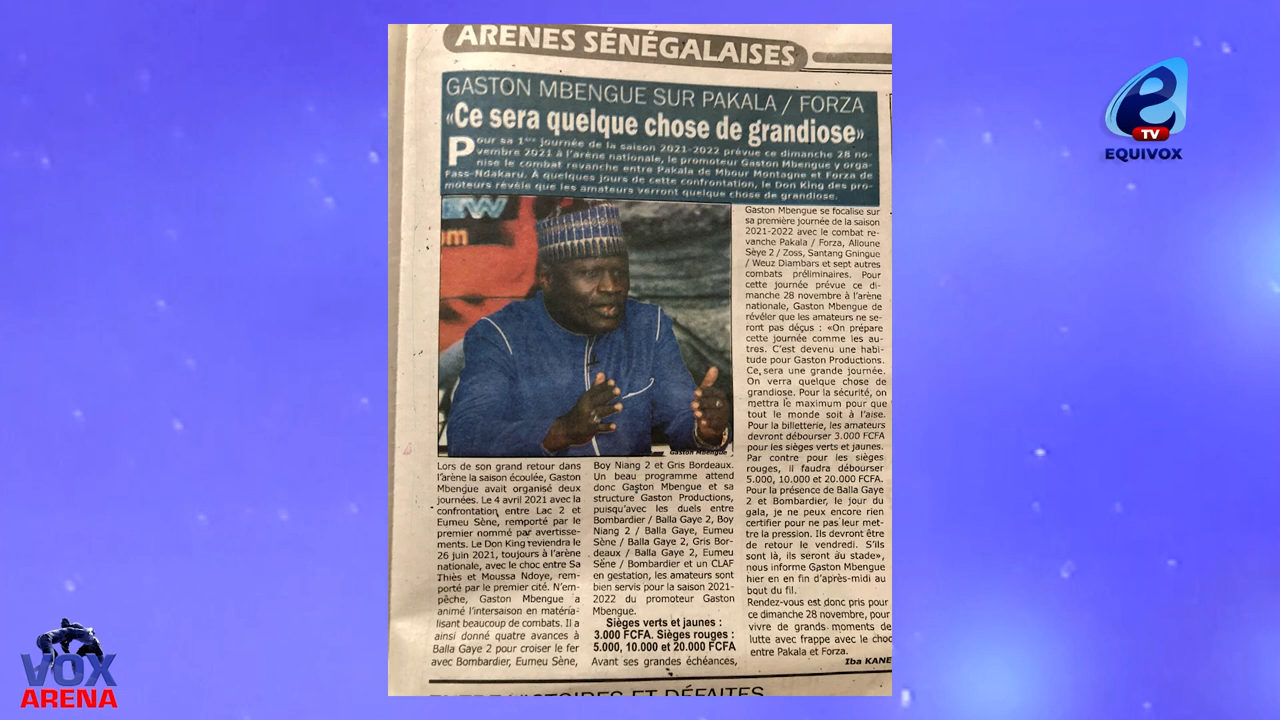 ARENES SÉNÉGALAISES
GASTON MBENGUE SUR PAKALA / FORZA
«Ce sera quelque chose de grandiose»
Pour sa 1ère journée de la saison 2021-2022 prévue ce dimanche 28 no-
vembre 2021 à l'arène nationale, le promoteur Gaston Mbengue y orga-
nise le combat revanche entre Pakala de Mbour Montagne et Forza de
Fass-Ndakaru. À quelques jours de cette confrontation, le Don King des pro-
moteurs révèle que les amateurs verront quelque chose de grandiose.
EW
om
Gaston Mbengue
Lors de son grand retour dans
l'arène la saison écoulée, Gaston
Mbengue avait organisé deux
journées. Le 4 avril 2021 avec la
confrontation entre Lac 2 et
Eumeu Sène, remporté par le
premier nommé par avertisse-
ments. Le Don King reviendra le
26 juin 2021, toujours à l'arène
nationale, avec le choc entre Sa
Thiès et Moussa Ndoye, rem-
porté par le premier cité. N'em-
pêche, Gaston Mbengue a
animé l'intersaison en matéria-
lisant beaucoup de combats. Il a
ainsi donné quatre avances à
Balla Gaye 2 pour croiser le fer
avec Bombardier, Eumeu Sène,
Boy Niang 2 et Gris Bordeaux.
Un beau programme attend
donc Gaston Mbengue et sa
structure Gaston Productions,
puisqu'avec les duels entre
Bombardier / Balla Gaye 2, Boy
Niang 2 / Balla Gaye, Eumeu
Sène / Balla Gaye 2, Gris Bor-
deaux / Balla Gaye 2, Eumeu
Sène / Bombardier et un CLAF
en gestation, les amateurs sont
bien servis pour la saison 2021-
2022 du promoteur Gaston
Mbengue.
Sièges verts et jaunes :
3.000 FCFA. Sièges rouges :
5.000, 10.000 et 20.000 FCFA
Avant ses grandes échéances,
Gaston Mbengue se focalise sur
sa première journée de la saison
2021-2022 avec le combat re-
vanche Pakala / Forza, Alioune
Sèye 2 / Zoss, Santang Gningue
/ Weuz Diambars et sept autres
combats préliminaires. Pour
cette journée prévue ce di-
manche 28 novembre à l'arène
nationale, Gaston Mbengue de
révéler que les amateurs ne se-
ront pas déçus : «On prépare
cette journée comme les au-
tres. C'est devenu une habi-
tude pour Gaston Productions.
Ce sera une grande journée.
On verra quelque chose de
grandiose. Pour la sécurité, on
mettra le maximum pour que
tout le monde soit à l'aise.
Pour la billetterie, les amateurs
devront débourser 3.000 FCFA
pour les sièges verts et jaunes.
Par contre pour les sièges
rouges, il faudra débourser
5.000, 10.000 et 20.000 FCFA.
Pour la présence de Balla Gaye
2 et Bombardier, le jour du
gala, je ne peux encore rien
certifier pour ne pas leur met-
tre la pression. Ils devront être
de retour le vendredi. S'ils
sont là, ils seront au stade»,
nous informe Gaston Mbengue
hier en en fin d'après-midi au
bout du fil.
Rendez-vous est donc pris pour
ce dimanche 28 novembre, pour
vivre de grands moments de
lutte avec frappe avec le choc
entre Pakala et Forza.
Iba KANE
ENTRE VICTOIRES ET DÉFAITES
e
TV
EQUIVOX
VOX
ARENA